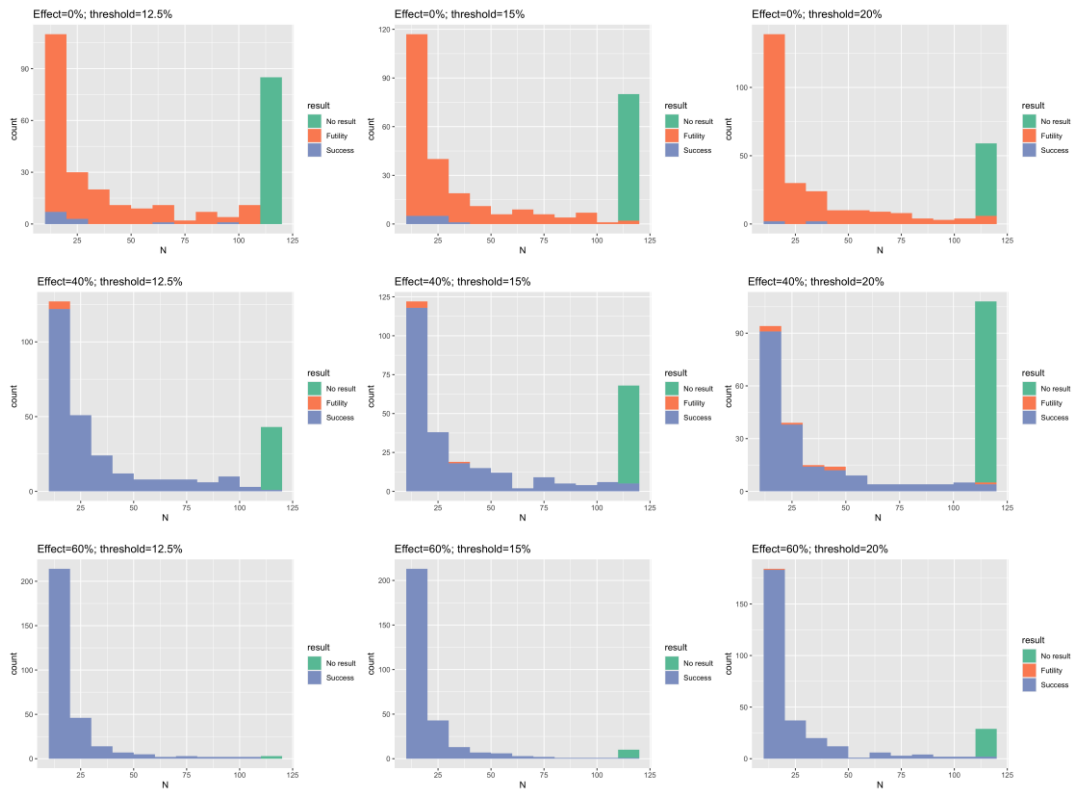 Effect=0%; threshold=12.5%
90
60
30
0
count
25
50
75
100
125
N
result
No result
Futility
Success
Effect=0%; threshold=15%
120
90
60
30
0
count
25
50
75
100
125
N
result
No result
Futility
Success
Effect=0%; threshold=20%
100
50
0
count
25
50
75
100
125
N
result
No result
Futility
Success
Effect=40%; threshold=12.5%
100
50
0
count
25
50
75
100
125
N
result
No result
Futility
Success
Effect=40%; threshold=15%
125
100
75
50
25
0
count
25
50
75
100
125
N
result
No result
Futility
Success
Effect=40%; threshold=20%
90
60
30
0
count
25
50
75
100
125
N
result
No result
Futility
Success
Effect=60%; threshold=12.5%
200
150
100
50
0
count
25
50
75
100
125
N
result
No result
Success
Effect=60%; threshold=15%
200
150
100
50
0
count
25
50
75
100
125
N
result
No result
Success
Effect=60%; threshold=20%
150
100
50
0
count
25
50
75
100
125
N
result
No result
Futility
Success